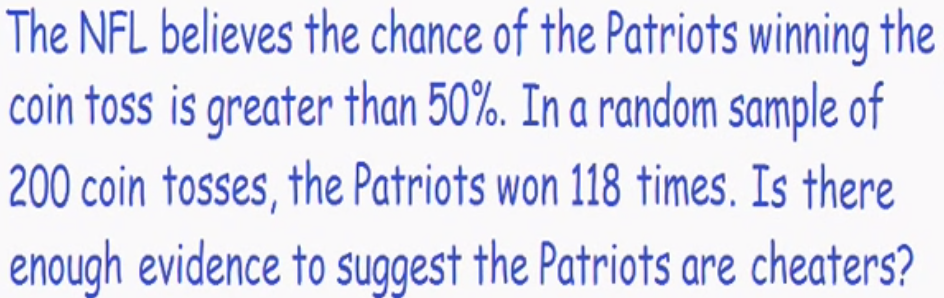 The NFL believes the chance of the Patriots winning the
coin toss is greater than 50%. In a random sample of
200 coin tosses, the Patriots won 118 times. Is there
enough evidence to suggest the Patriots are cheaters?